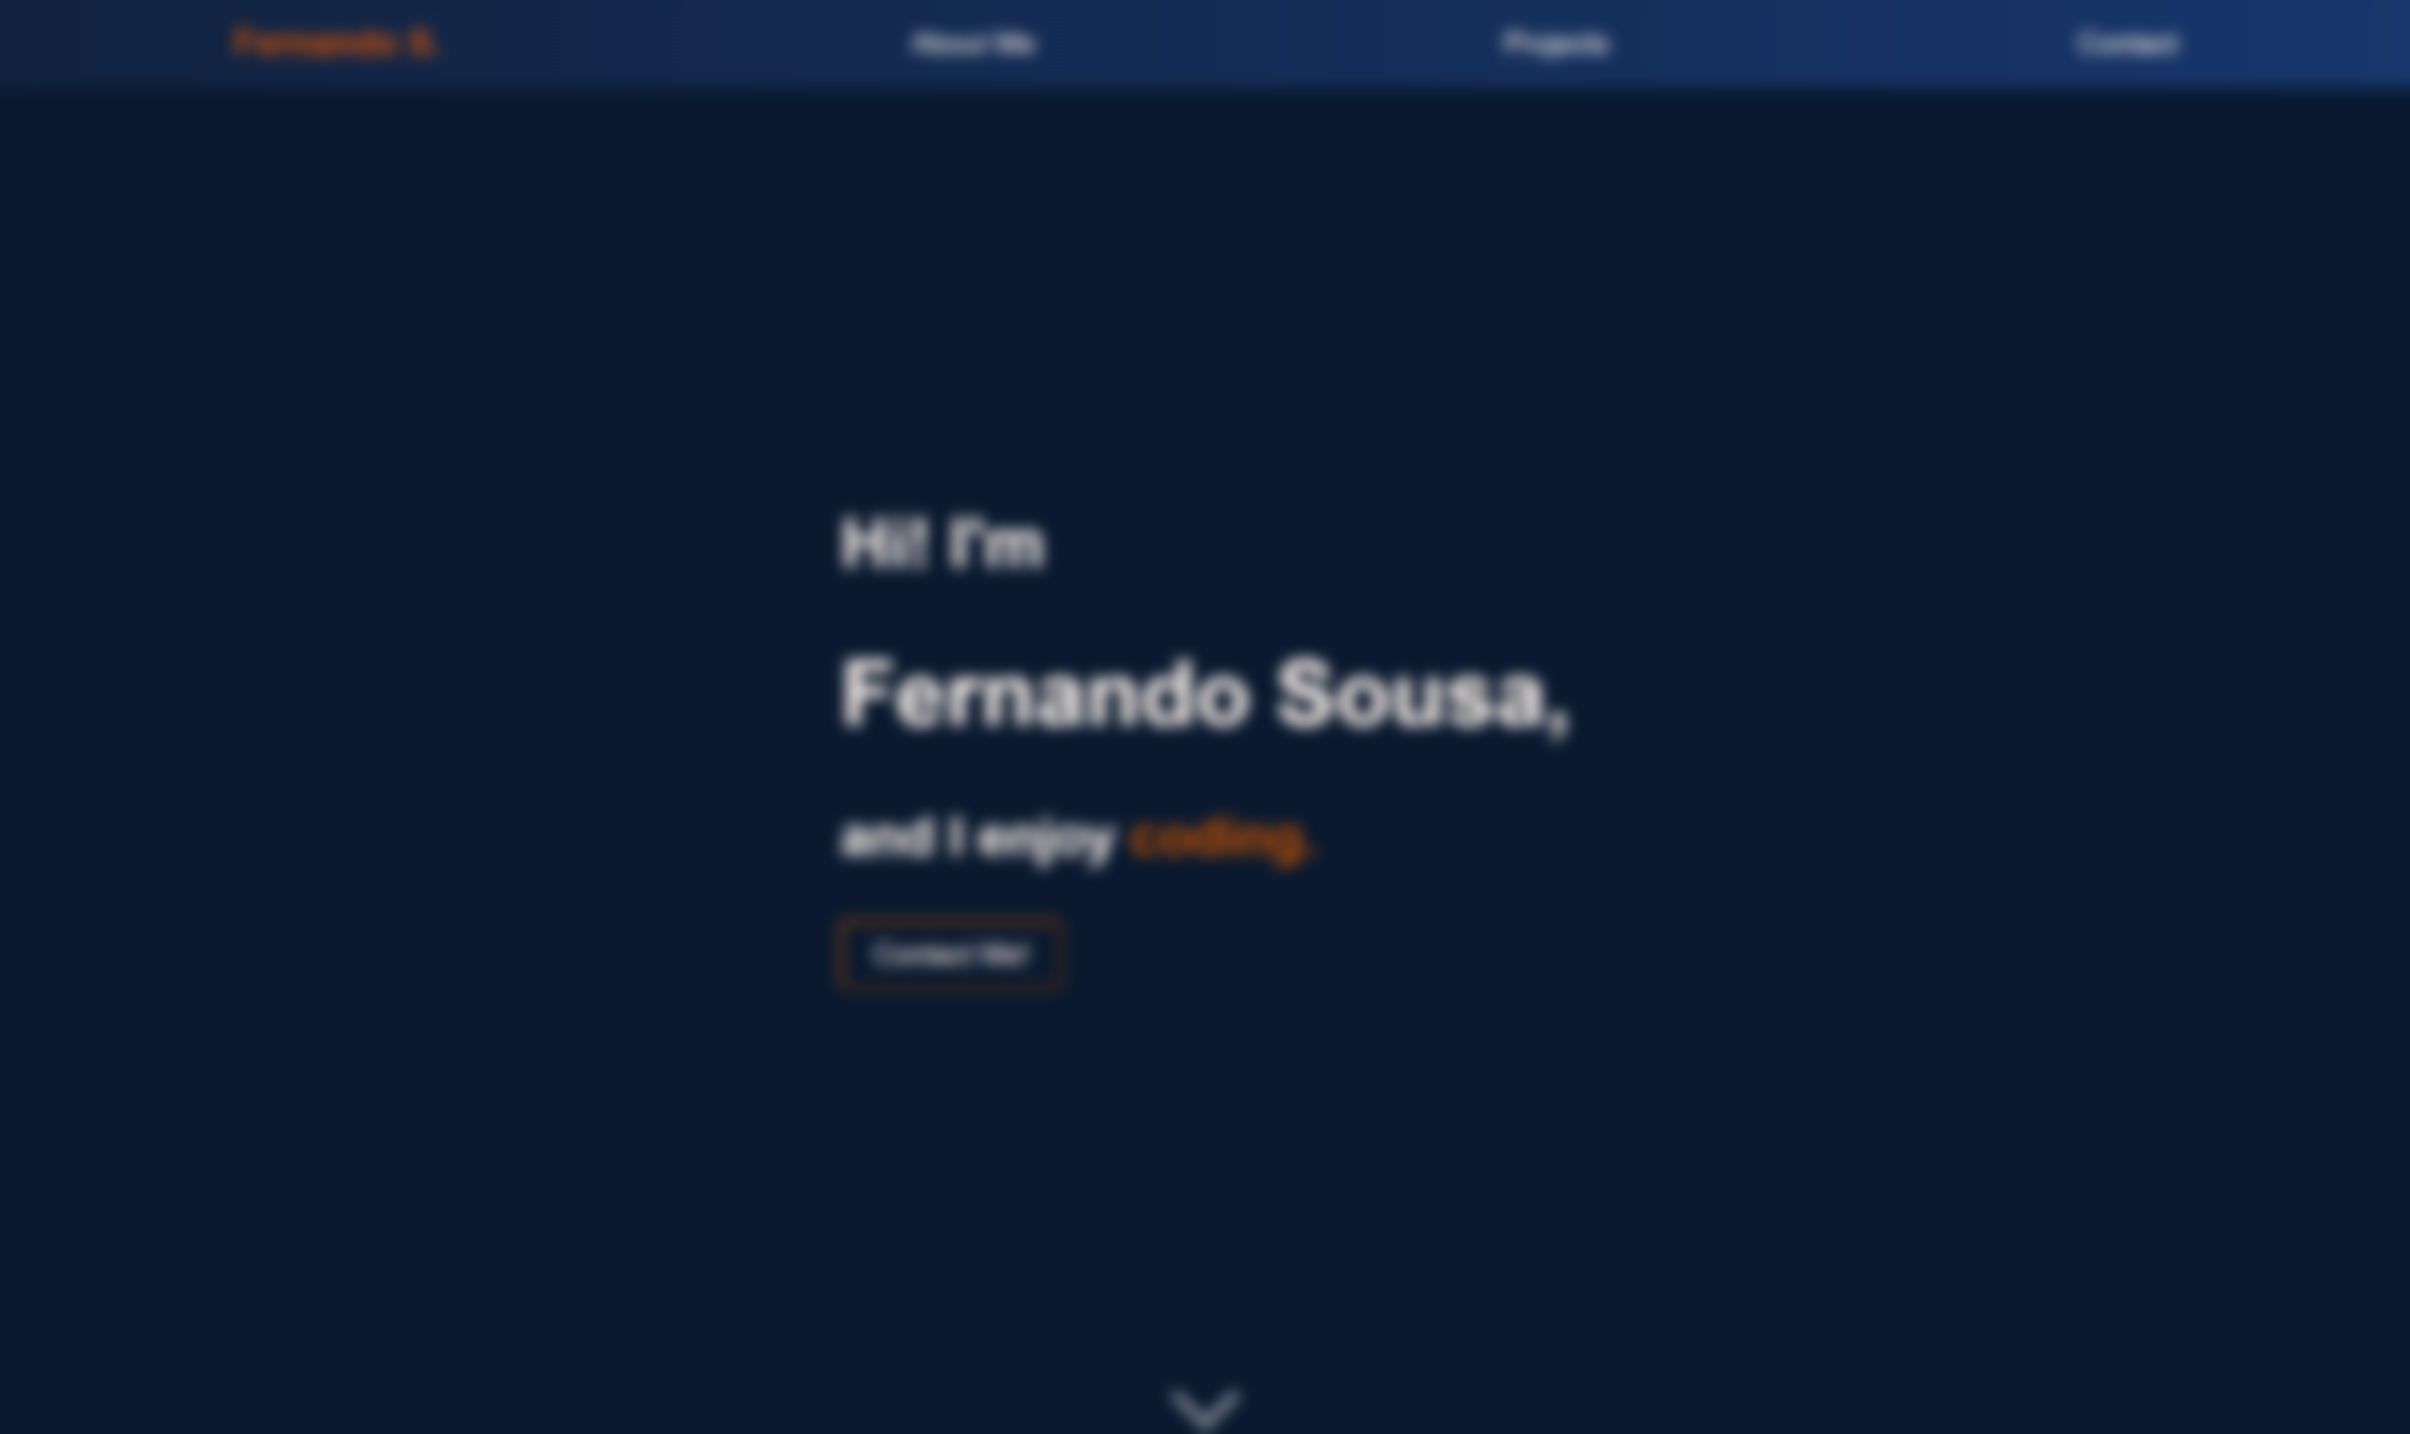 Fernando S.
About Me
Projects
Contact
Hi! I'm
Fernando Sousa,
and I enjoy coding.
Contact Me!